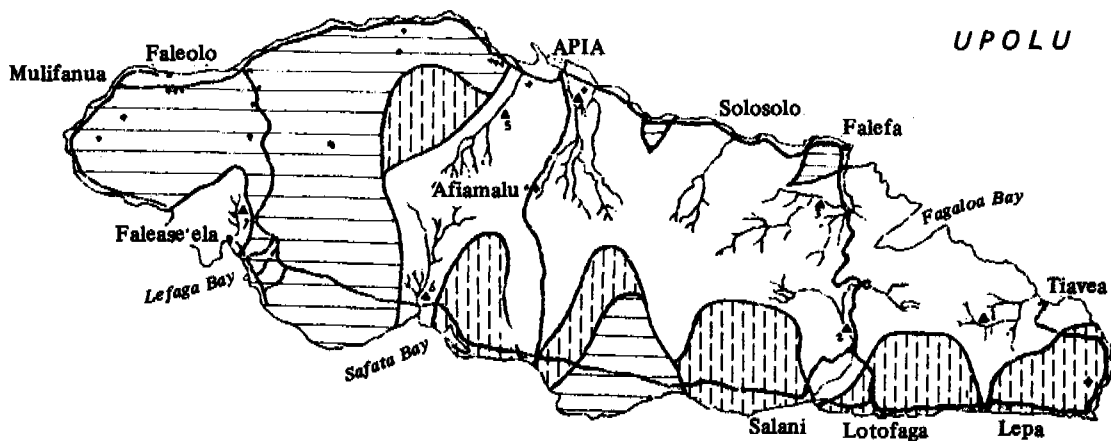 UPOLU
APIA
Faleolo
Mulifanua
Solosolo
Falefa
'Afiamalu
Fagaloa Bay
Falease'ela
Lefaga Bay
Tiavea
Safata Bay
Salani
Lotofaga
Lepa